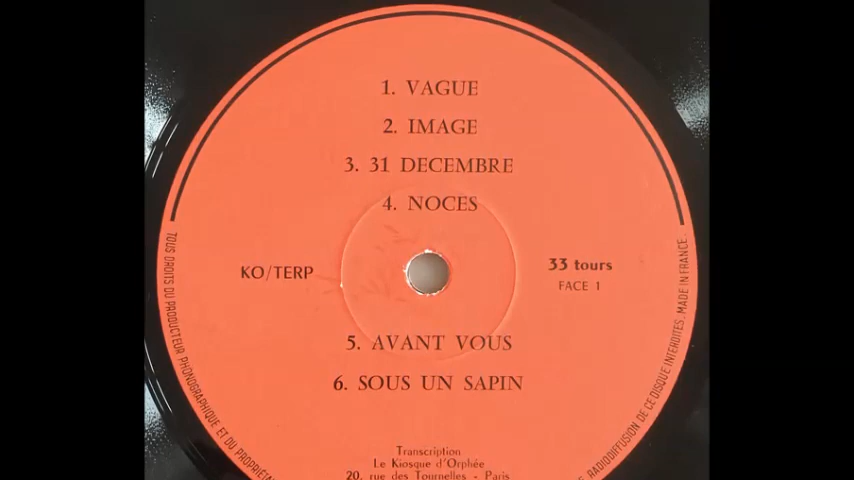 1. VAGUE
2. IMAGE
3. 31 DECEMBRE
4. NOCES
KO/TERP
33 tours
FACE 1
5. AVANT VOUS
6. SOUS UN SAPIN
Transcription
Le Kiosque d'Orphée
20, rue des Tournelles - Paris
TOUS DROITS DU PRODUCTEUR PHONOGRAPHIQUE ET DU PROPRIÉTA
RADIODIFFUSION DE CE DISQUE INTERDITES. MADE IN FRANCE.